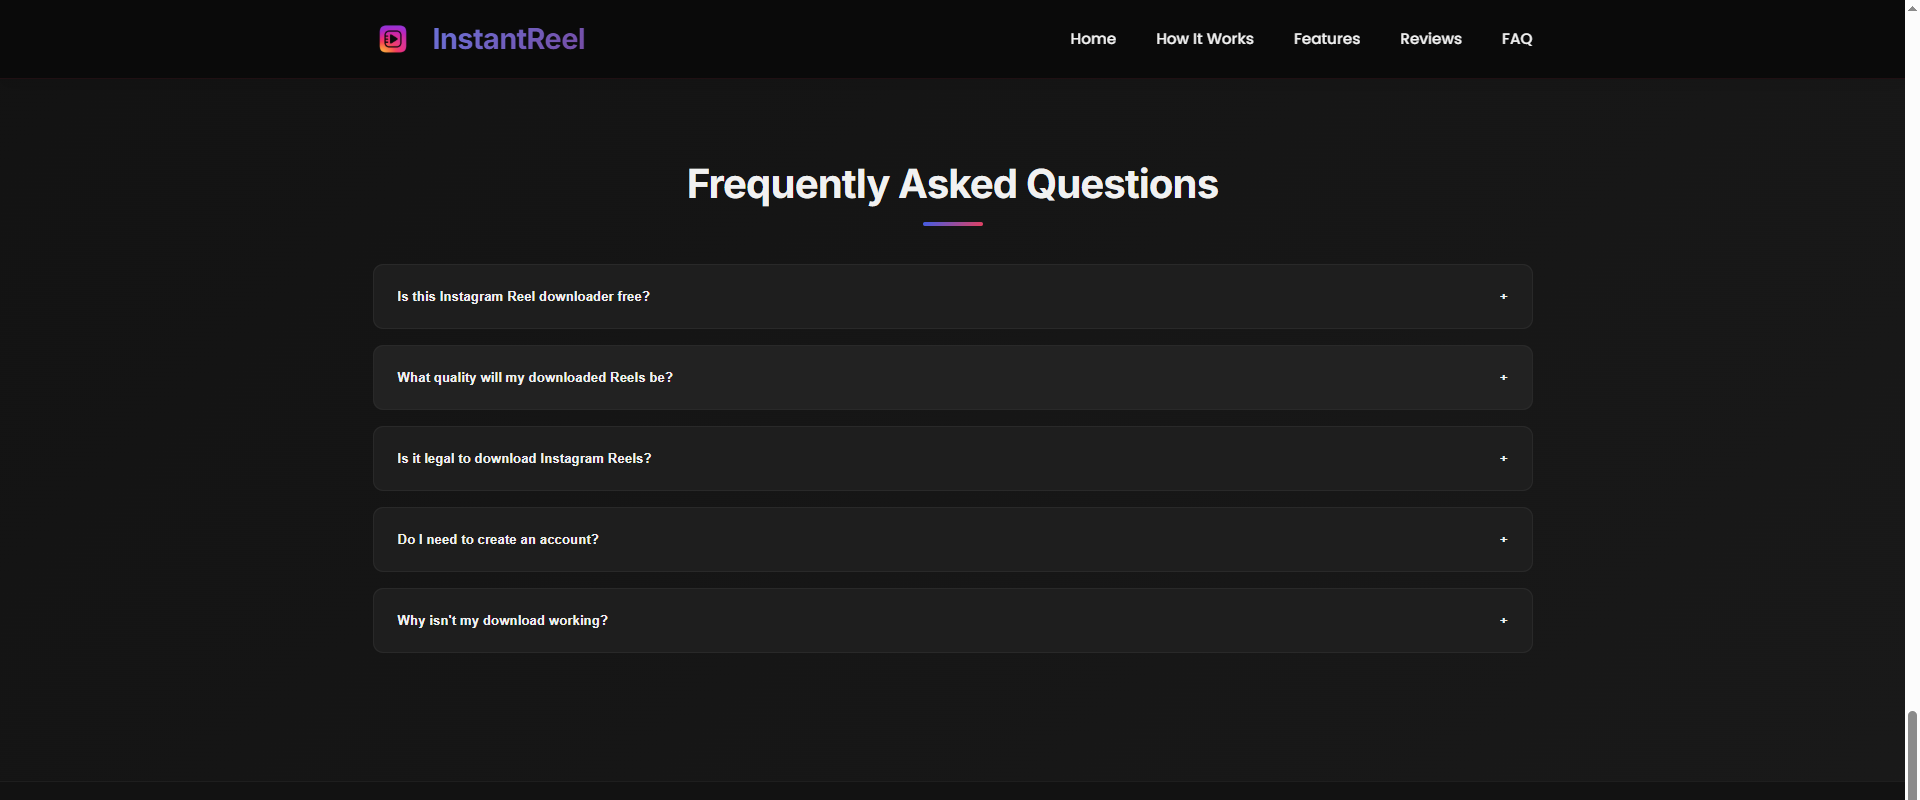 InstantReel
Home
How It Works
Features
Reviews
FAQ
Frequently Asked Questions
Is this Instagram Reel downloader free?
+
What quality will my downloaded Reels be?
+
Is it legal to download Instagram Reels?
+
Do I need to create an account?
+
Why isn't my download working?
+